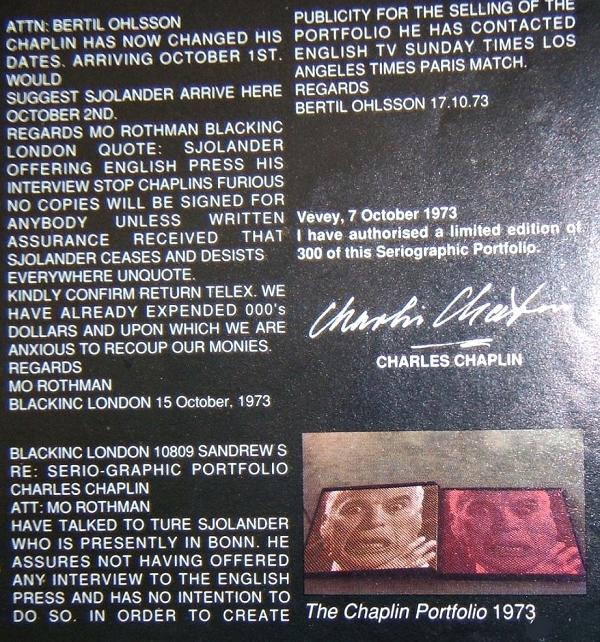 ATTN: BERTIL OHLSSON
CHAPLIN HAS NOW CHANGED HIS
DATES. ARRIVING OCTOBER 1ST.
WOULD
SUGGEST SJOLANDER ARRIVE HERE
OCTOBER 2ND.
REGARDS MO ROTHMAN BLACKINC
LONDON QUOTE: SJOLANDER
OFFERING ENGLISH PRESS HIS
INTERVIEW STOP CHAPLINS FURIOUS
NO COPIES WILL BE SIGNED FOR
ANYBODY UNLESS WRITTEN
ASSURANCE RECEIVED THAT
SJOLANDER CEASES AND DESISTS
EVERYWHERE UNQUOTE.
KINDLY CONFIRM RETURN TELEX. WE
HAVE ALREADY EXPENDED 000's
DOLLARS AND UPON WHICH WE ARE
ANXIOUS TO RECOUP OUR MONIES.
REGARDS
MO ROTHMAN
BLACKINC LONDON 15 October, 1973
BLACKINC LONDON 10809 SANDREW S
RE: SERIO-GRAPHIC PORTFOLIO
CHARLES CHAPLIN
ATT: MO ROTHMAN
HAVE TALKED TO TURE SJOLANDER
WHO IS PRESENTLY IN BONN. HE
ASSURES NOT HAVING OFFERED
ANY INTERVIEW TO THE ENGLISH
PRESS AND HAS NO INTENTION TO
DO SO. IN ORDER TO CREATE
PUBLICITY FOR THE SELLING OF THE
PORTFOLIO HE HAS CONTACTED
ENGLISH TV SUNDAY TIMES LOS
ANGELES TIMES PARIS MATCH.
REGARDS
BERTIL OHLSSON 17.10.73
Vevey, 7 October 1973
I have authorised a limited edition of
300 of this Seriographic Portfolio.
Charlie Chaplin
CHARLES CHAPLIN
The Chaplin Portfolio 1973